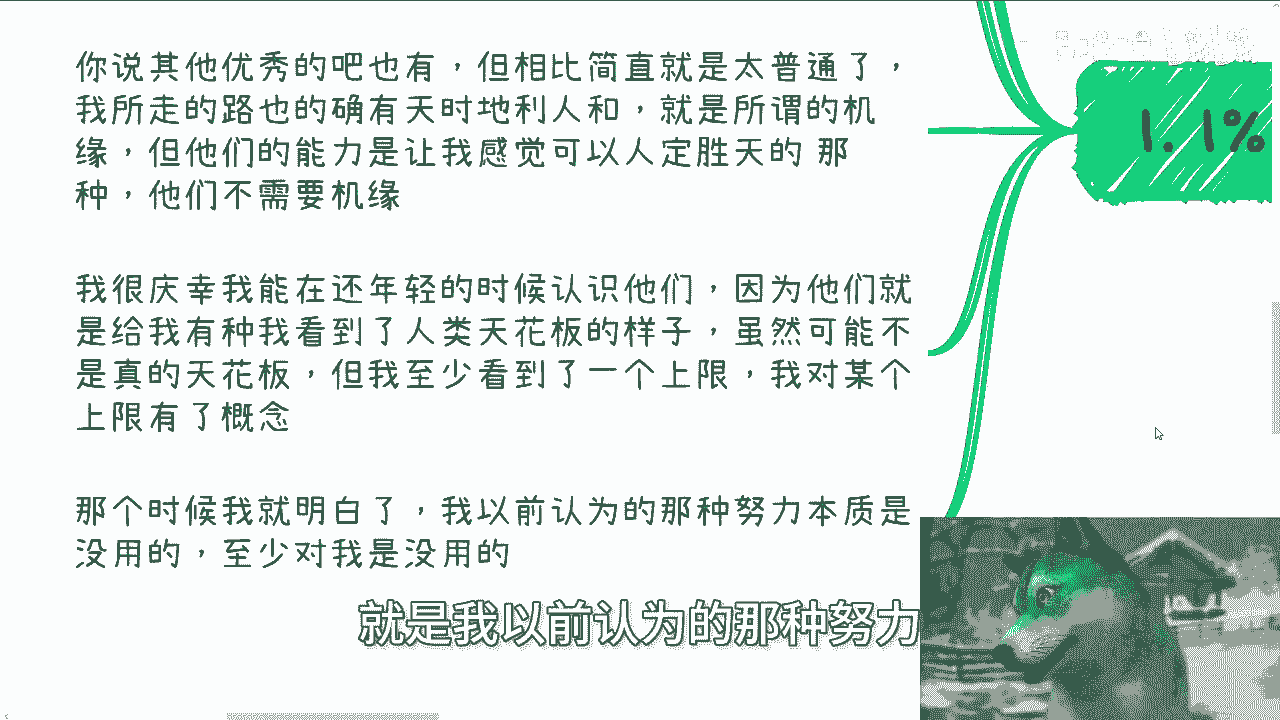 你说其他优秀的吧也有，但相比简直就是太普通了，
我所走的路也的确有天时地利人和，就是所谓的机
缘，但他们的能力是让我感觉可以人定胜天的 那
种，他们不需要机缘
我很庆幸我能在还年轻的时候认识他们，因为他们就
是给我有种我看到了人类天花板的样子，虽然可能不
是真的天花板，但我至少看到了一个上限，我对某个
上限有了概念
那个时候我就明白了，我以前认为的那种努力本质是
没用的，至少对我是没用的
1.1%
就是我以前认为的那种努力